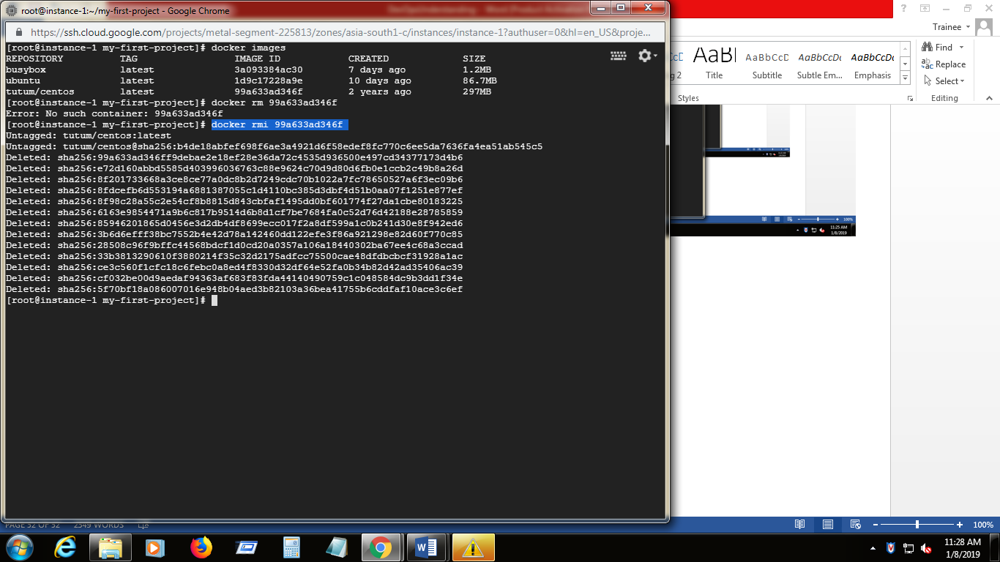 root@instance-1:~/my-first-project - Google Chrome
https://ssh.cloud.google.com/projects/metal-segment-225813/zones/asia-south1-c/instances/instance-1?authuser=0&hl=en_US&proje...
[root@instance-1 my-first-project]# docker images
REPOSITORY TAG IMAGE ID CREATED SIZE
busybox latest 3a093384ac30 7 days ago 1.2MB
ubuntu latest 1d9c17228a9e 10 days ago 86.7MB
tutum/centos latest 99a633ad346f 2 years ago 297MB
[root@instance-1 my-first-project]# docker rm 99a633ad346f
Error: No such container: 99a633ad346f
[root@instance-1 my-first-project]# docker rmi 99a633ad346f
Untagged: tutum/centos:latest
Untagged: tutum/centos@sha256:b4de18abfef698f6ae3a4921d6f58edef8fc770c6ee5da7636fa4ea51ab545c5
Deleted: sha256:99a633ad346ff9debae2e18ef28e36da72c4535d936500e497cd34377173d4b6
Deleted: sha256:e72d160abbd5585d403996036763c88e9624c70d9d80d6fb0e1ccb2c49b8a26d
Deleted: sha256:8f201733668a3ce8ce77a0dc8b2d7249cdc70b1022a7fc78650527a6f3ec09b6
Deleted: sha256:8fdcefb6d553194a6881387055c1d4110bc385d3dbf4d51b0aa07f1251e877ef
Deleted: sha256:8f98c28a55c2e54cf8b8815d843cbfaf1495dd0bf601774f27da1cbe80183225
Deleted: sha256:6163e9854471a9b6c817b9514d6b8d1cf7be7684fa0c52d76d42188e28785859
Deleted: sha256:85946201865d0456e3d2db4df8699ecc017f2a8df599a1c0b241d30e8f942ed6
Deleted: sha256:3b6d6efff38bc7552b4e42d78a142460dd122efe3f86a921298e82d60f770c85
Deleted: sha256:28508c96f9bffc44568bdcf1d0cd20a0357a106a18440302ba67ee4c68a3ccad
Deleted: sha256:33b3813290610f3880214f35c32d2175adfcc75500cae48dfdbcbcf31928a1ac
Deleted: sha256:ce3c560f1cfc18c6febc0a8ed4f8330d32df64e52fa0b34b82d42ad35406ac39
Deleted: sha256:cf032be00d9aedaf94363af683f83fda44140490759c1c048584dc9b3dd1f34e
Deleted: sha256:5f70bf18a086007016e948b04aed3b82103a36bea41755b6cddfaf10ace3c6ef
[root@instance-1 my-first-project]#
Trainee
AaBbCcD AaBbCcDc AaBbCcDc
g 2 Title Subtitle Subtle Em... Emphasis
Styles
Find
Replace
Select
Editing
100%
11:25 AM
1/8/2019
PAGE 32 OF 32 2349 WORDS
100%
11:28 AM
1/8/2019